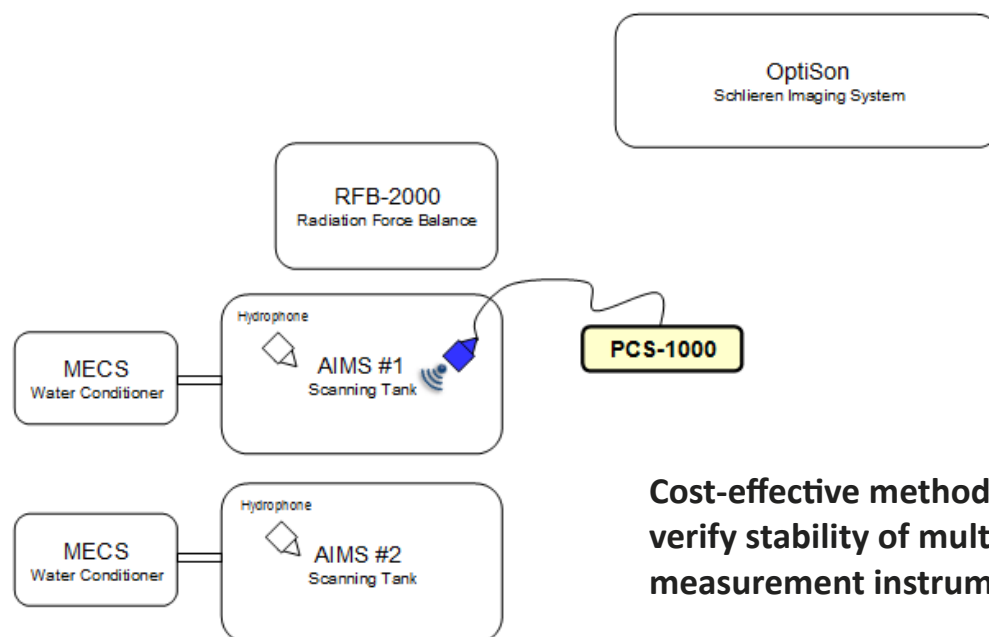 OptiSon
Schlieren Imaging System
RFB-2000
Radiation Force Balance
Hydrophone
AIMS #1
Scanning Tank
MECS
Water Conditioner
PCS-1000
Hydrophone
AIMS #2
Scanning Tank
MECS
Water Conditioner
Cost-effective method
verify stability of mult
measurement instrum